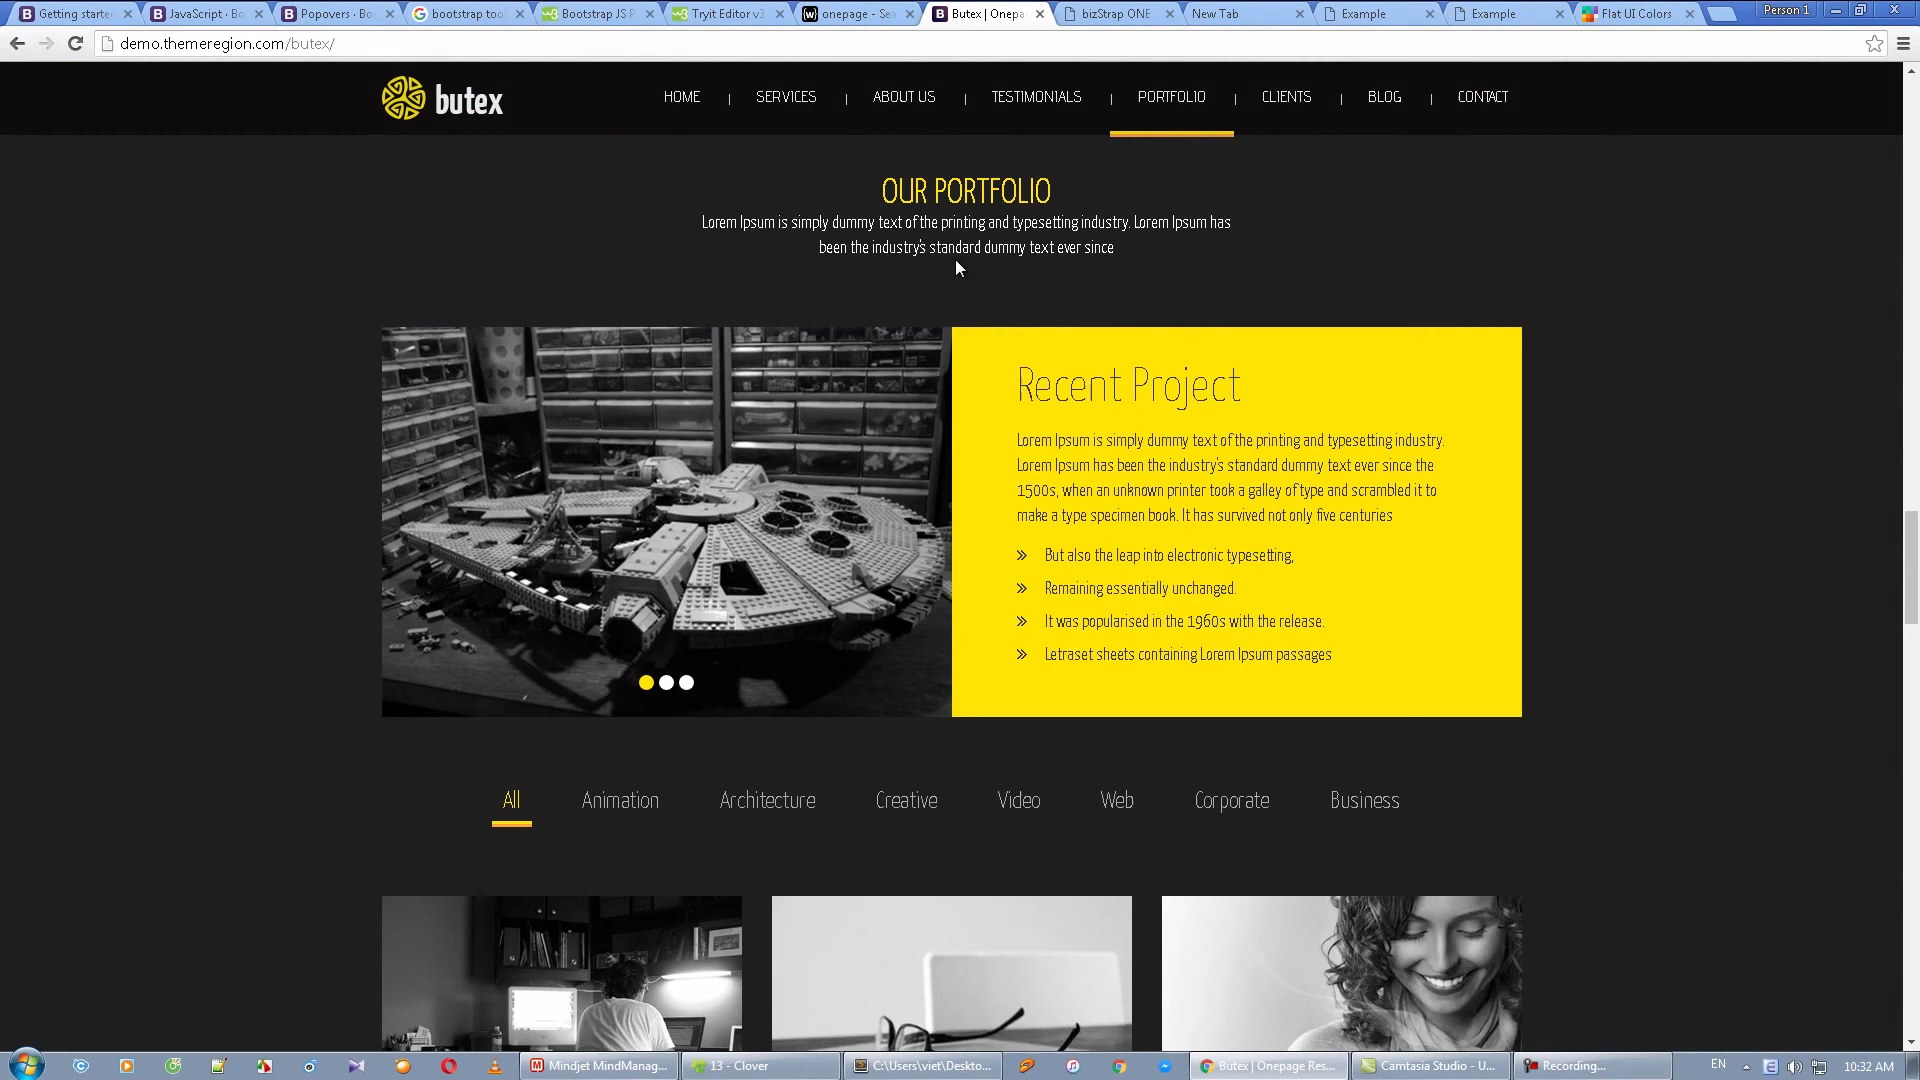 Getting starte
JavaScript · Bo
Popovers · Bo
bootstrap tool
Bootstrap JS P
Tryit Editor v3
onepage - Sea
Butex | Onepa
bizStrap ONE
New Tab
Example
Example
Flat UI Colors
Person 1
demo.themeregion.com/butex/
butex
HOME | SERVICES | ABOUT US | TESTIMONIALS | PORTFOLIO | CLIENTS | BLOG | CONTACT
OUR PORTFOLIO
Lorem Ipsum is simply dummy text of the printing and typesetting industry. Lorem Ipsum has
been the industry's standard dummy text ever since
Recent Project
Lorem Ipsum is simply dummy text of the printing and typesetting industry.
Lorem Ipsum has been the industry's standard dummy text ever since the
1500s, when an unknown printer took a galley of type and scrambled it to
make a type specimen book. It has survived not only five centuries
» But also the leap into electronic typesetting,
» Remaining essentially unchanged.
» It was popularised in the 1960s with the release.
» Letraset sheets containing Lorem Ipsum passages
All Animation Architecture Creative Video Web Corporate Business
Mindjet MindManag...
13 - Clover
C:\Users\viet\Deskto...
Butex | Onepage Res...
Camtasia Studio - U...
Recording...
EN
10:32 AM